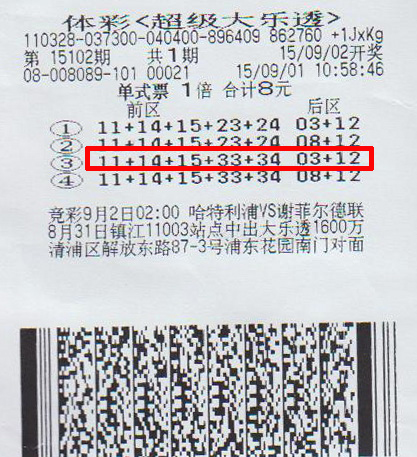 体彩<超级大乐透>
110328-037300-040400-896409 862760 +1JxKg
第 15102期 共1期 15/09/02开奖
08-008089-101 00021 15/09/01 10:58:46
单式票 1倍 合计8元
前区 后区
① 11+14+15+23+24 03+12
② 11+14+15+23+24 08+12
③ 11+14+15+33+34 03+12
④ 11+14+15+33+34 08+12
竞彩9月2日02:00 哈特利浦VS谢菲尔德联
8月31日镇江11003站点中出大乐透1600万
清浦区解放东路87-3号浦东花园南门对面